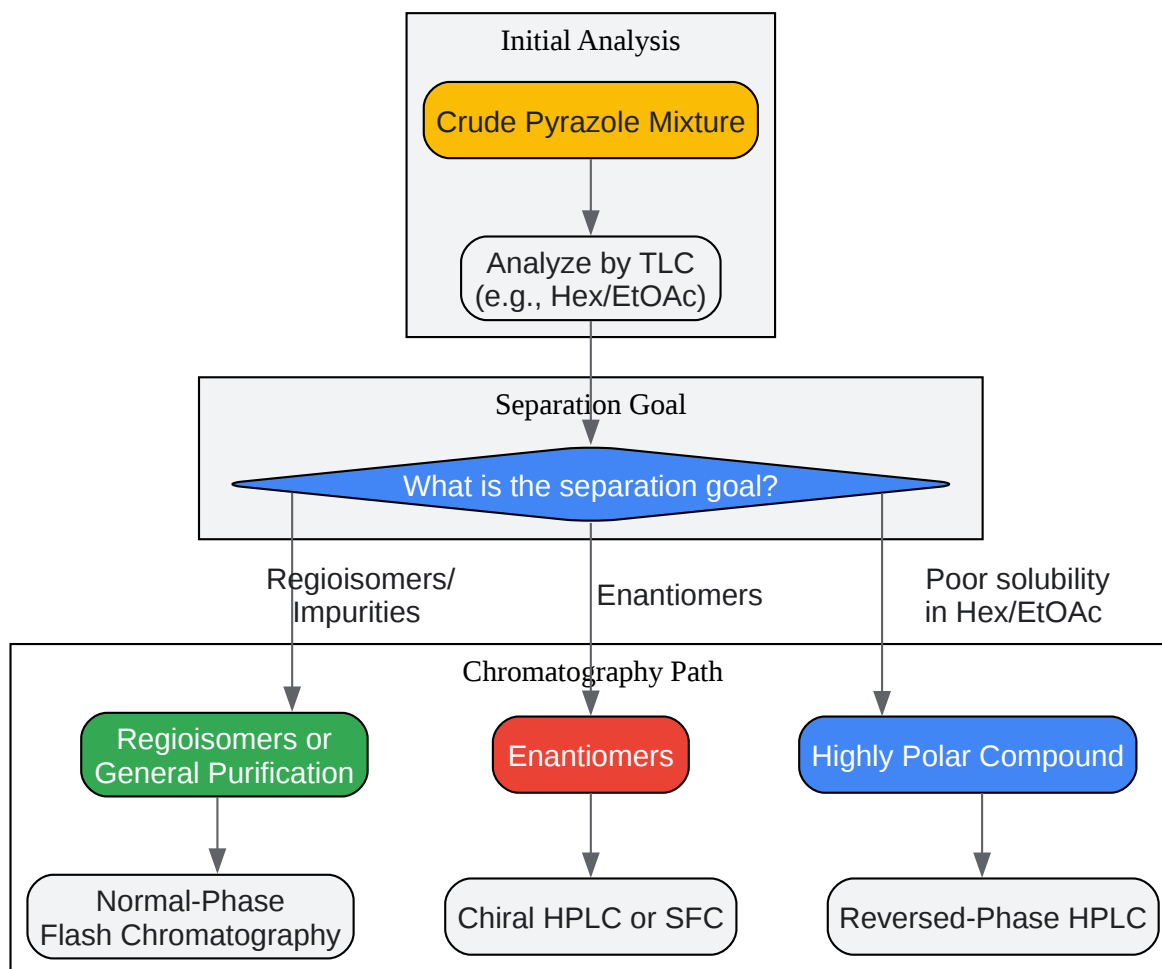 Initial Analysis
Crude Pyrazole Mixture
Analyze by TLC
(e.g., Hex/EtOAc)
Separation Goal
What is the separation goal?
Regioisomers/
Impurities
Enantiomers
Poor solubility
in Hex/EtOAc
Chromatography Path
Regioisomers or
General Purification
Enantiomers
Highly Polar Compound
Normal-Phase
Flash Chromatography
Chiral HPLC or SFC
Reversed-Phase HPLC